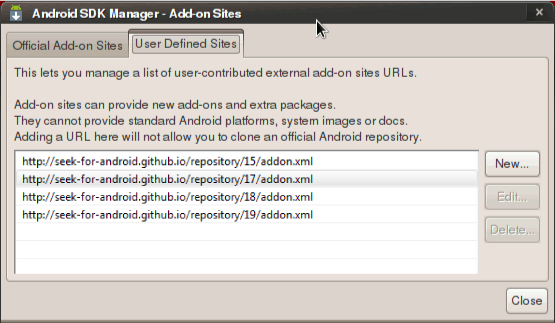 Android SDK Manager - Add-on Sites
Official Add-on Sites
User Defined Sites
This lets you manage a list of user-contributed external add-on sites URLs.
Add-on sites can provide new add-ons and extra packages.
They cannot provide standard Android platforms, system images or docs.
Adding a URL here will not allow you to clone an official Android repository.
http://seek-for-android.github.io/repository/15/addon.xml
http://seek-for-android.github.io/repository/17/addon.xml
http://seek-for-android.github.io/repository/18/addon.xml
http://seek-for-android.github.io/repository/19/addon.xml
New...
Edit...
Delete...
Close